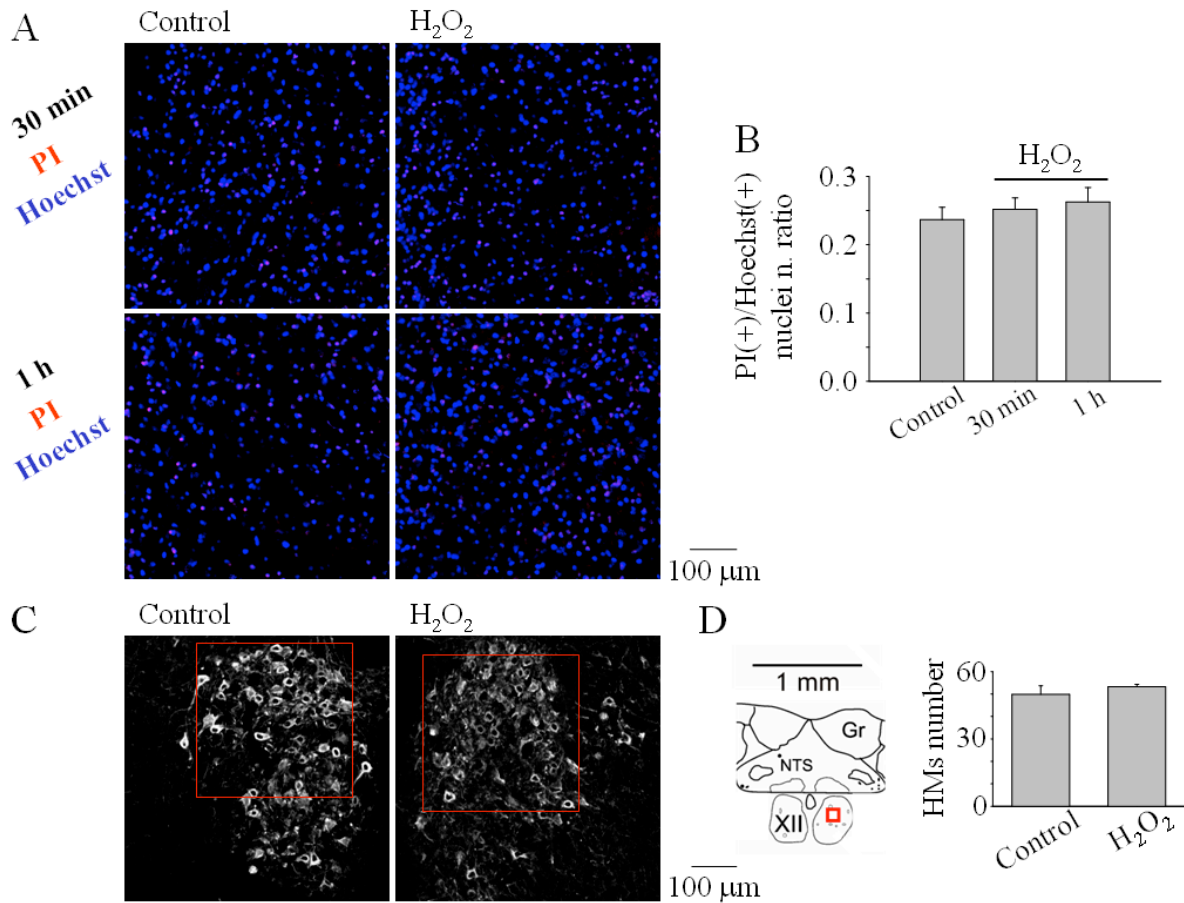 A
Control
H₂O₂
30 min
PI
Hoechst
1 h
PI
Hoechst
100 μm
B
H₂O₂
PI(+)/Hoechst(+)
nuclei n. ratio
0.3
0.2
0.1
0.0
Control
30 min
1 h
C
Control
H₂O₂
100 μm
D
1 mm
Gr
NTS
XII
HMs number
60
30
0
Control
H₂O₂